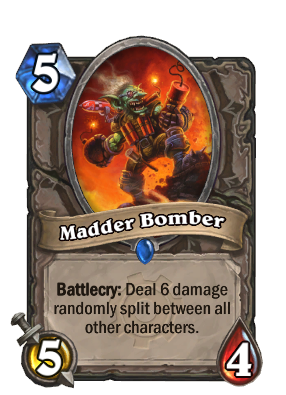 5
Madder Bomber
Battlecry: Deal 6 damage
randomly split between all
other characters.
5
4